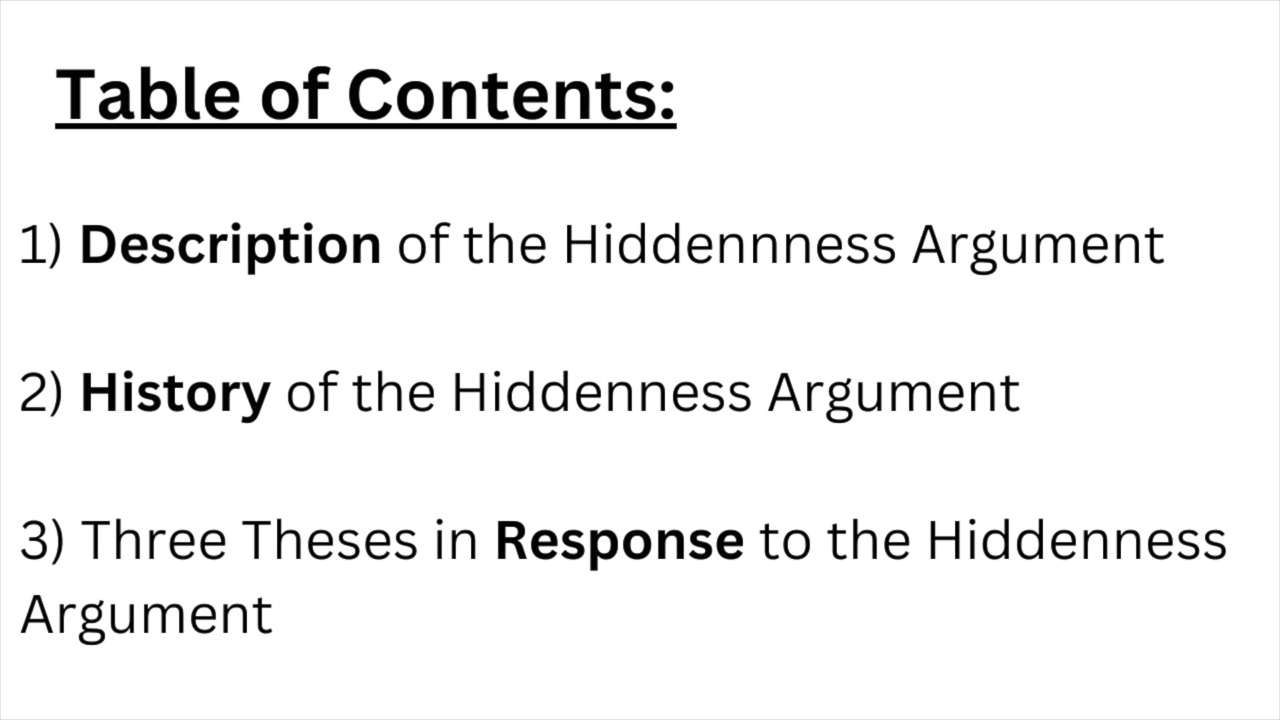 Table of Contents:
1) Description of the Hiddennness Argument
2) History of the Hiddenness Argument
3) Three Theses in Response to the Hiddenness
Argument